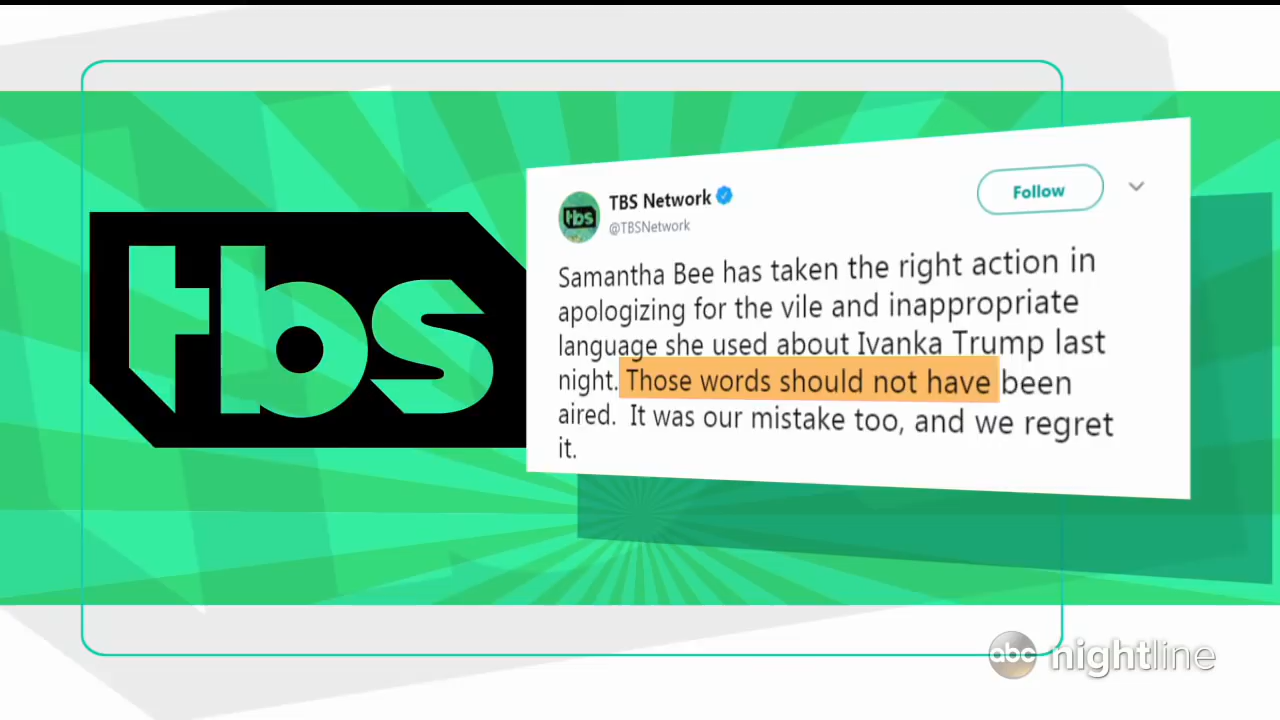 tbs
tbs
TBS Network
@TBSNetwork
Follow
Samantha Bee has taken the right action in
apologizing for the vile and inappropriate
language she used about Ivanka Trump last
night. Those words should not have been
aired. It was our mistake too, and we regret
it.
abc nightline